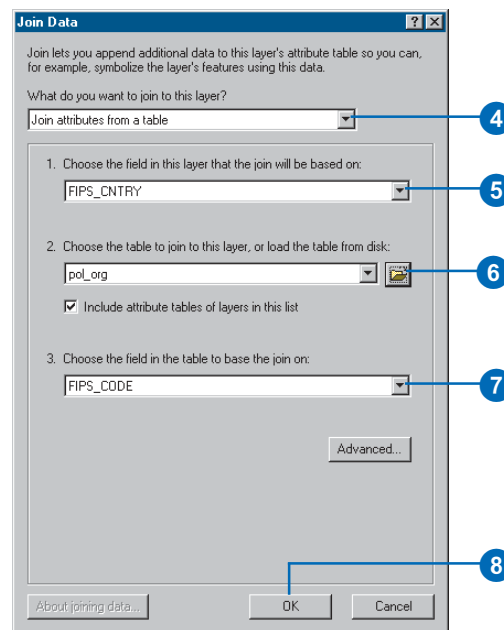 Join Data
Join lets you append additional data to this layer's attribute table so you can,
for example, symbolize the layer's features using this data.
What do you want to join to this layer?
Join attributes from a table
4
1. Choose the field in this layer that the join will be based on:
FIPS_CNTRY
5
2. Choose the table to join to this layer, or load the table from disk:
pol_org
6
Include attribute tables of layers in this list
3. Choose the field in the table to base the join on:
FIPS_CODE
7
Advanced...
8
About joining data...
OK
Cancel